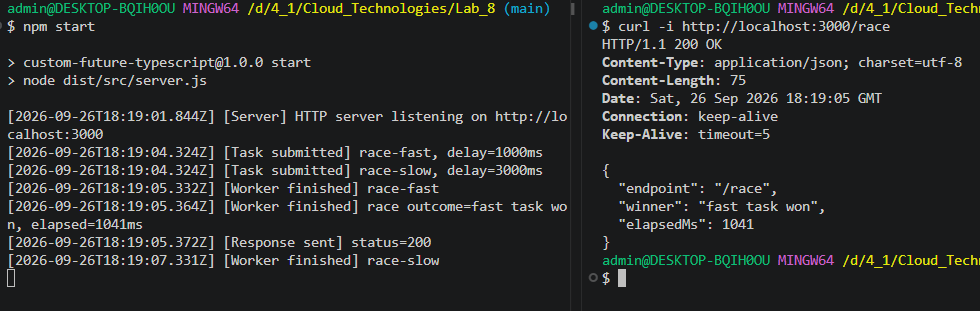 admin@DESKTOP-BQIH0OU MINGW64 /d/4_1/Cloud_Technologies/Lab_8 (main)
$ npm start

> custom-future-typescript@1.0.0 start
> node dist/src/server.js

[2026-09-26T18:19:01.844Z] [Server] HTTP server listening on http://lo
calhost:3000
[2026-09-26T18:19:04.324Z] [Task submitted] race-fast, delay=1000ms
[2026-09-26T18:19:04.324Z] [Task submitted] race-slow, delay=3000ms
[2026-09-26T18:19:05.332Z] [Worker finished] race-fast
[2026-09-26T18:19:05.364Z] [Worker finished] race outcome=fast task wo
n, elapsed=1041ms
[2026-09-26T18:19:05.372Z] [Response sent] status=200
[2026-09-26T18:19:07.331Z] [Worker finished] race-slow

admin@DESKTOP-BQIH0OU MINGW64 /d/4_1/Cloud_Techn
$ curl -i http://localhost:3000/race
HTTP/1.1 200 OK
Content-Type: application/json; charset=utf-8
Content-Length: 75
Date: Sat, 26 Sep 2026 18:19:05 GMT
Connection: keep-alive
Keep-Alive: timeout=5

{
  "endpoint": "/race",
  "winner": "fast task won",
  "elapsedMs": 1041
}
admin@DESKTOP-BQIH0OU MINGW64 /d/4_1/Cloud_Techn
$